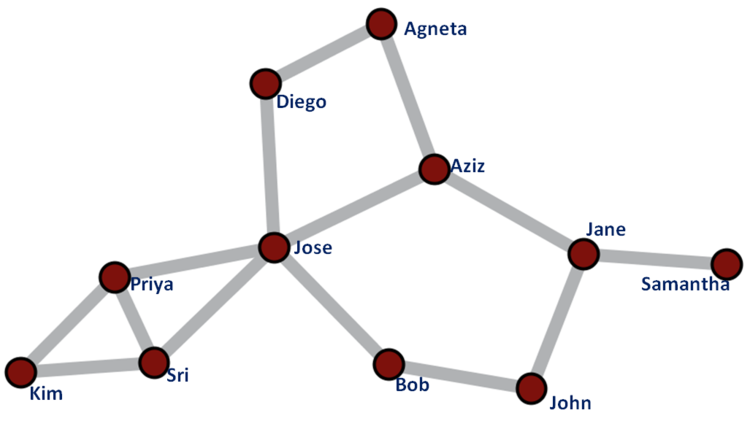 Agneta
Diego
Aziz
Jane
Jose
Samantha
Priya
Sri
Bob
Kim
John